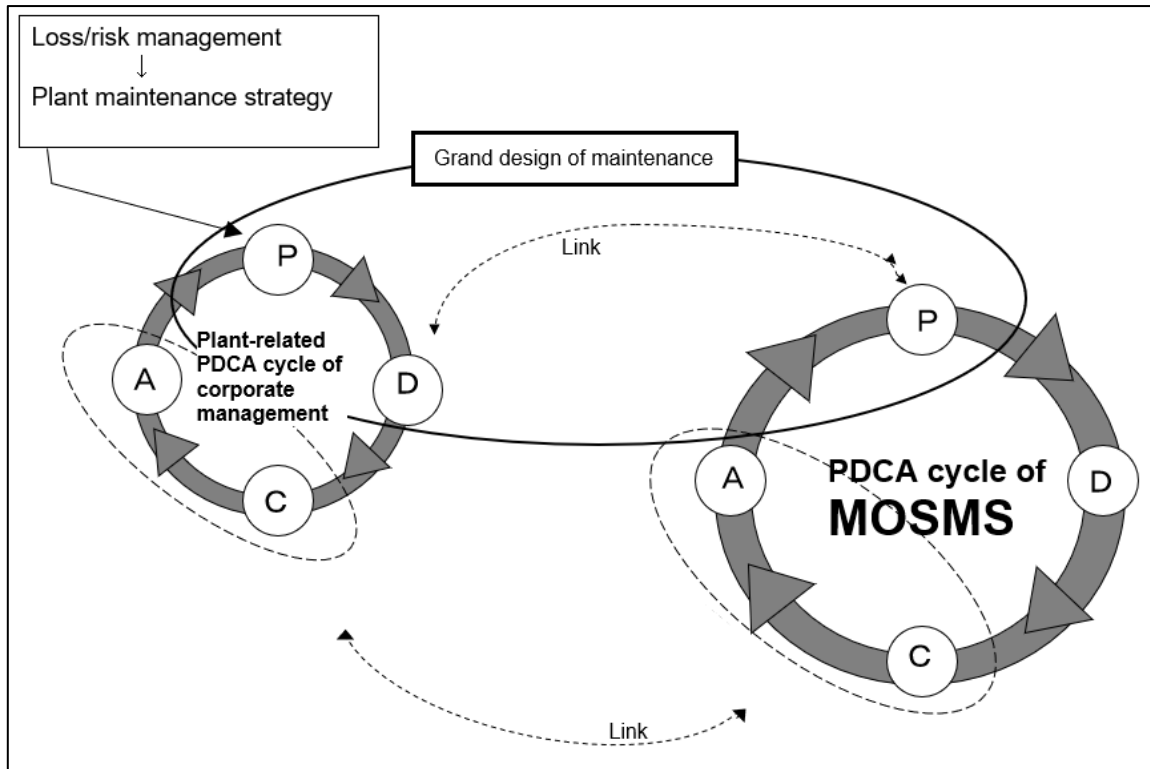 Loss/risk management
↓
Plant maintenance strategy
Grand design of maintenance
Link
P
D
C
A
Plant-related
PDCA cycle of
corporate
management
P
D
C
A
PDCA cycle of
MOSMS
Link